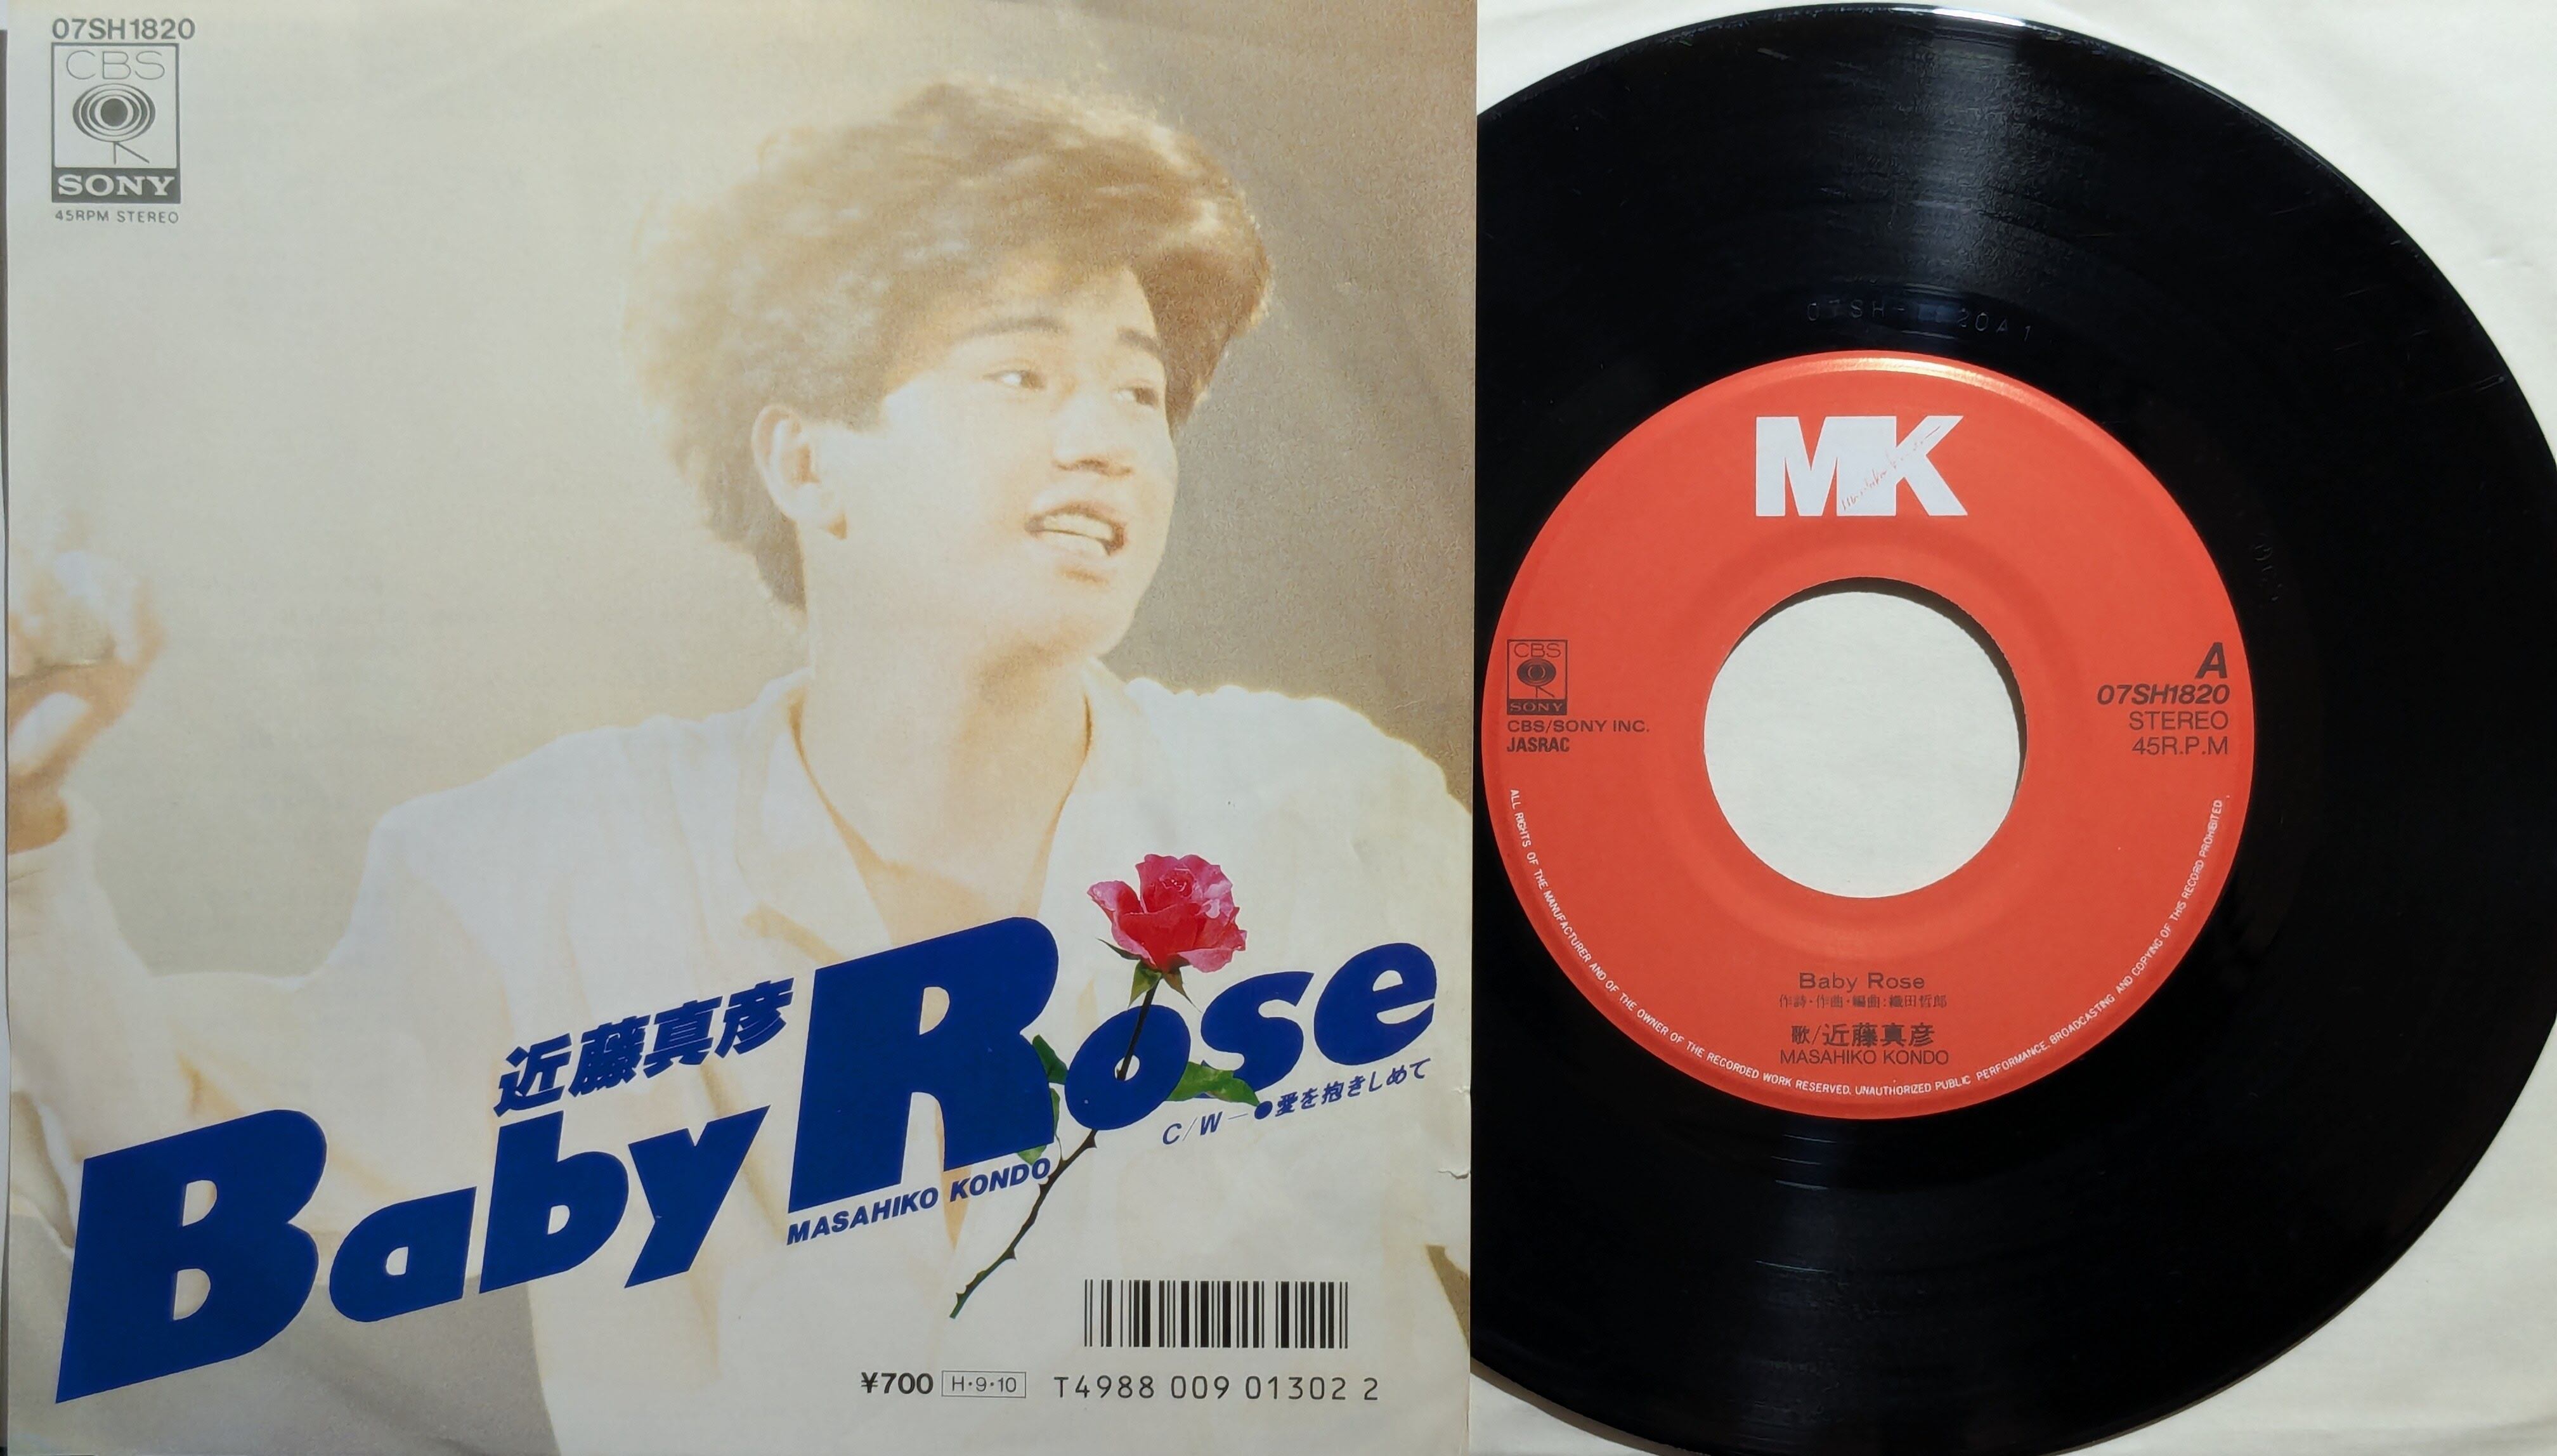 07SH1820
CBS
SONY
45RPM STEREO
近藤真彦
Baby Rose
MASAHIKO KONDO
C/W—●愛を抱きしめて
¥700 H・9・10 T4988 009 01302 2
MK
CBS
SONY
CBS/SONY INC.
JASRAC
A
07SH1820
STEREO
45R.P.M
Baby Rose
作詩・作曲・編曲:織田哲郎
歌/近藤真彦
MASAHIKO KONDO
ALL RIGHTS OF THE MANUFACTURER AND OF THE OWNER OF THE RECORDED WORK RESERVED. UNAUTHORIZED PUBLIC PERFORMANCE, BROADCASTING AND COPYING OF THIS RECORD PROHIBITED.